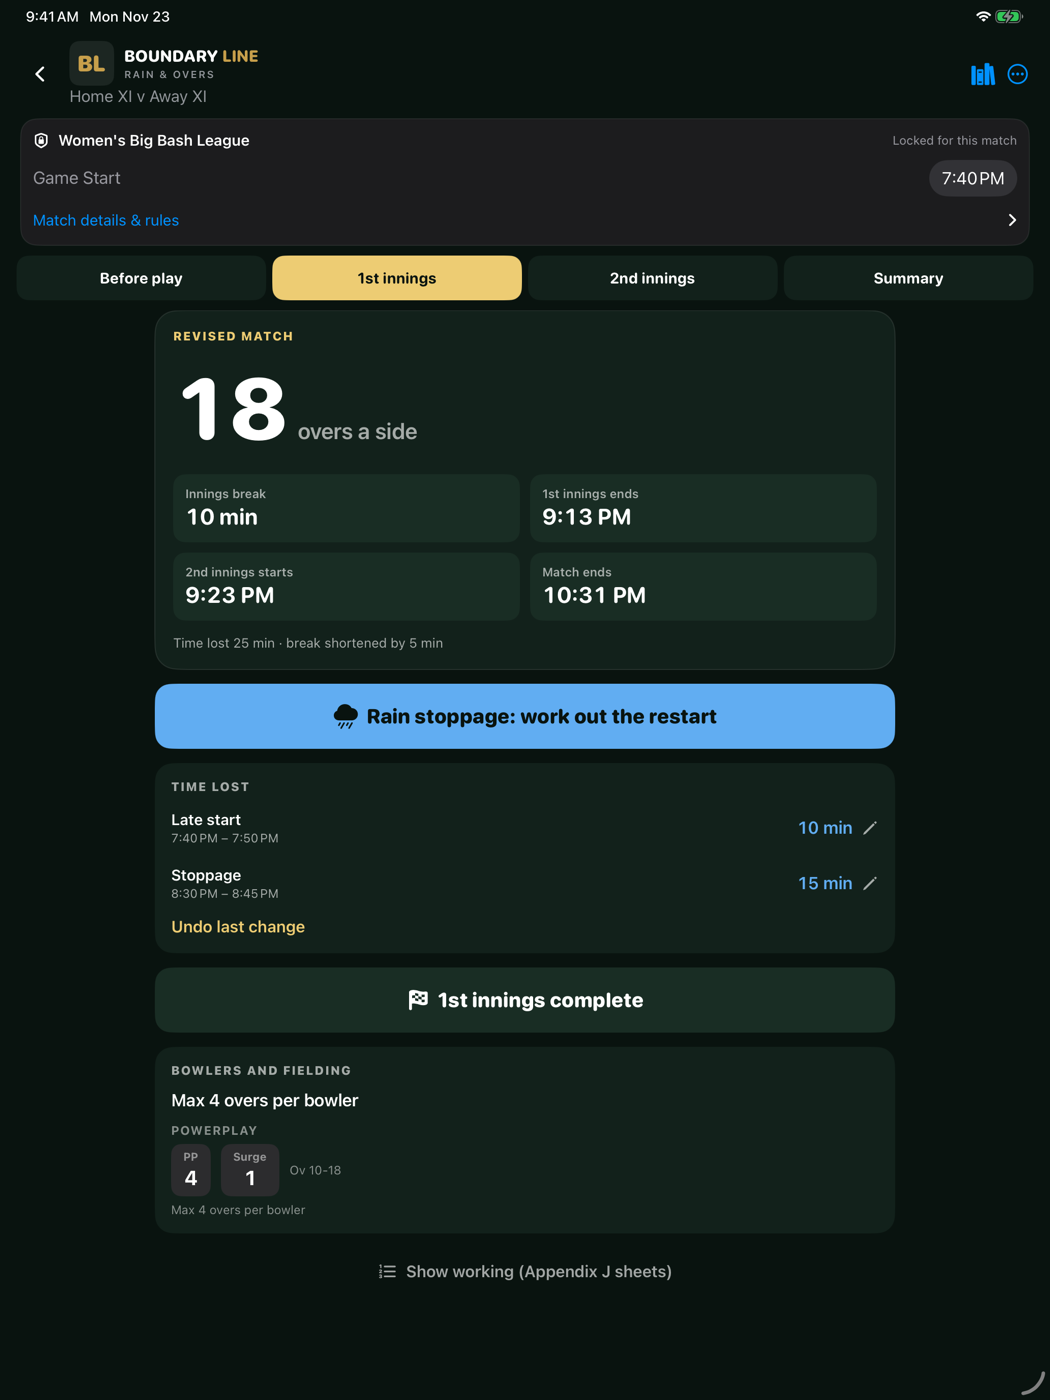 9:41 AM Mon Nov 23
BL
BOUNDARY LINE
RAIN & OVERS
Home XI v Away XI
Women's Big Bash League
Locked for this match
Game Start
7:40 PM
Match details & rules
Before play
1st innings
2nd innings
Summary
REVISED MATCH
18 overs a side
Innings break
10 min
1st innings ends
9:13 PM
2nd innings starts
9:23 PM
Match ends
10:31 PM
Time lost 25 min · break shortened by 5 min
Rain stoppage: work out the restart
TIME LOST
Late start
7:40 PM – 7:50 PM
10 min
Stoppage
8:30 PM – 8:45 PM
15 min
Undo last change
1st innings complete
BOWLERS AND FIELDING
Max 4 overs per bowler
POWERPLAY
PP
4
Surge
1
Ov 10-18
Max 4 overs per bowler
Show working (Appendix J sheets)